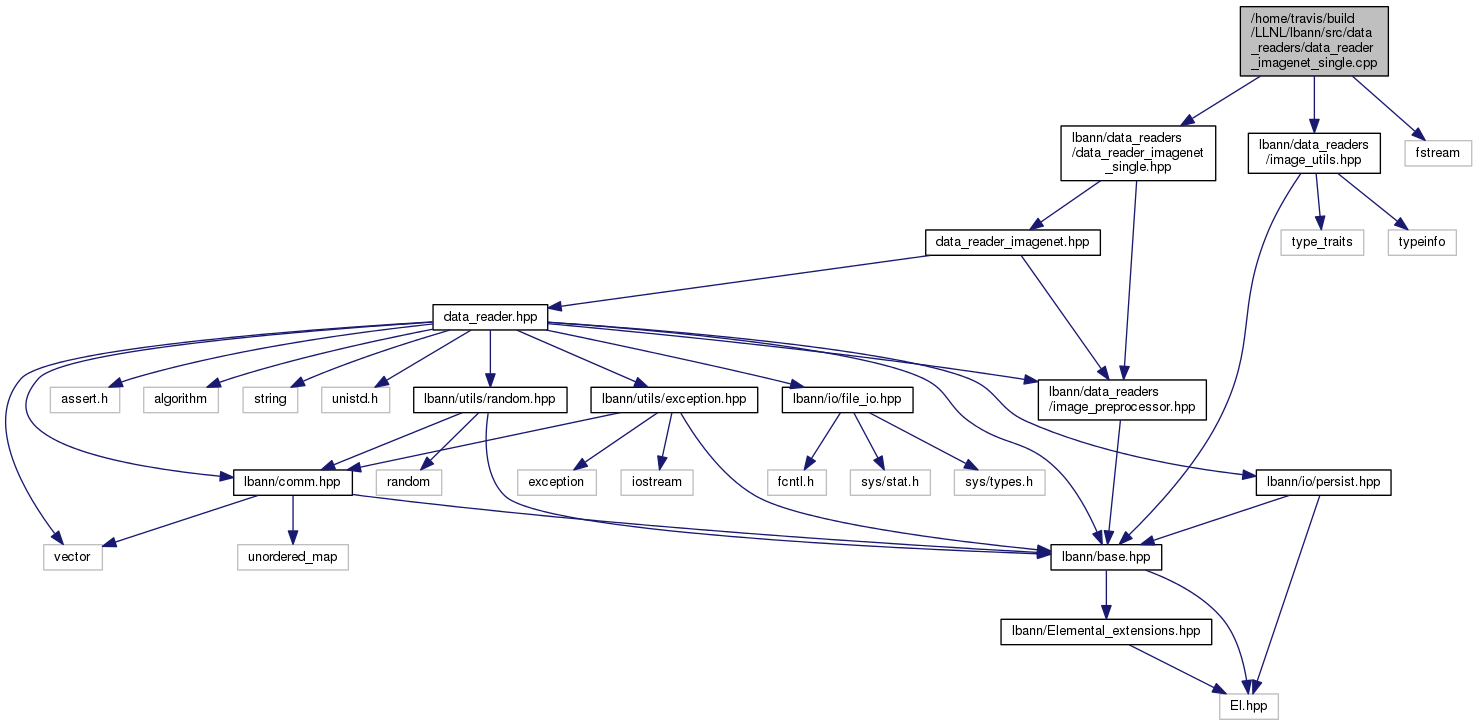 /home/travis/build
/LLNL/lbann/src/data
_readers/data_reader
_imagenet_single.cpp
lbann/data_readers
/data_reader_imagenet
_single.hpp
lbann/data_readers
/image_utils.hpp
fstream
data_reader_imagenet.hpp
type_traits
typeinfo
data_reader.hpp
assert.h
algorithm
string
unistd.h
lbann/utils/random.hpp
lbann/utils/exception.hpp
lbann/io/file_io.hpp
lbann/data_readers
/image_preprocessor.hpp
lbann/comm.hpp
random
exception
iostream
fcntl.h
sys/stat.h
sys/types.h
lbann/io/persist.hpp
vector
unordered_map
lbann/base.hpp
lbann/Elemental_extensions.hpp
El.hpp